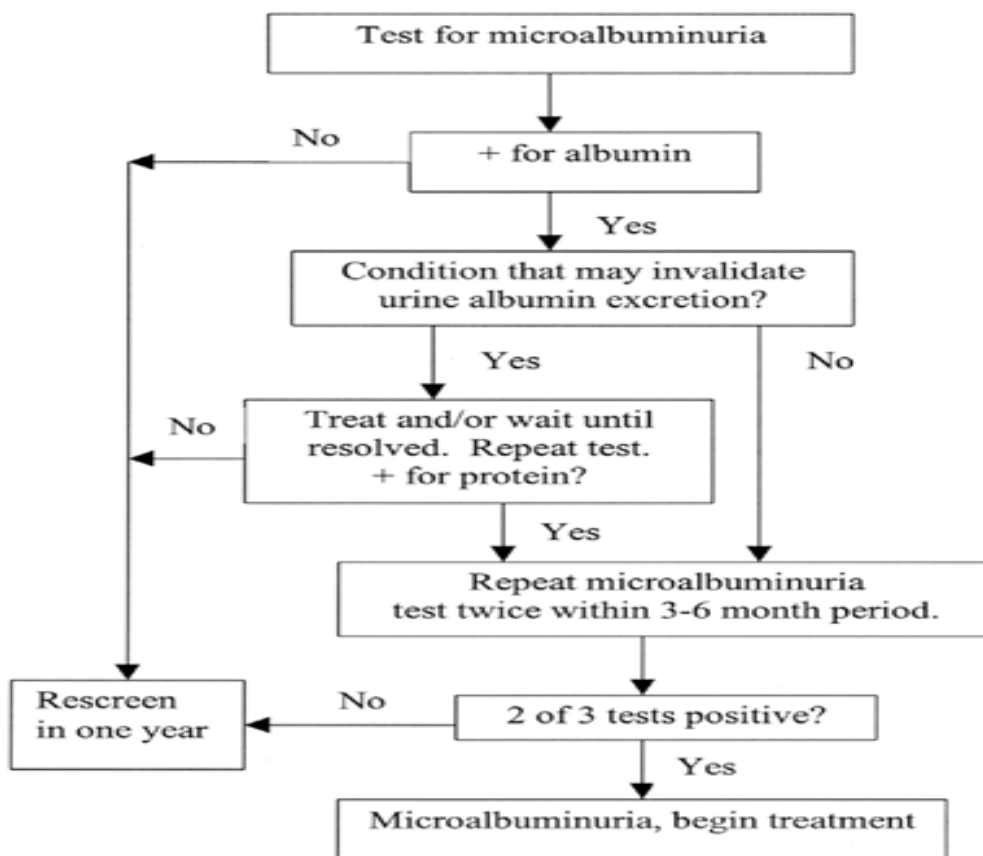 Test for microalbuminuria
No
+ for albumin
Yes
Condition that may invalidate
urine albumin excretion?
Yes
No
No
Treat and/or wait until
resolved. Repeat test.
+ for protein?
Yes
Repeat microalbuminuria
test twice within 3-6 month period.
Rescreen
in one year
No
2 of 3 tests positive?
Yes
Microalbuminuria, begin treatment